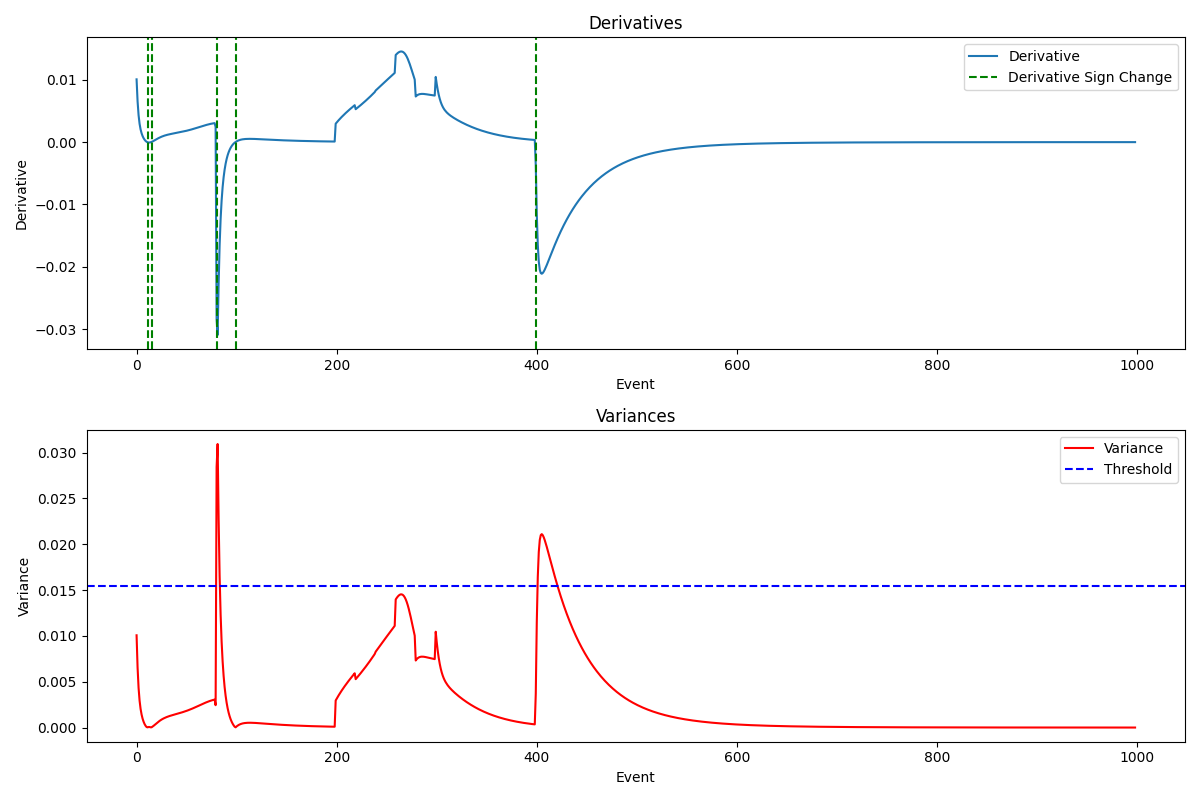 Derivatives
Derivative
Derivative Sign Change
0.01
0.00
−0.01
−0.02
−0.03
Derivative
0
200
400
600
800
1000
Event
Variances
Variance
Threshold
0.030
0.025
0.020
0.015
0.010
0.005
0.000
Variance
0
200
400
600
800
1000
Event